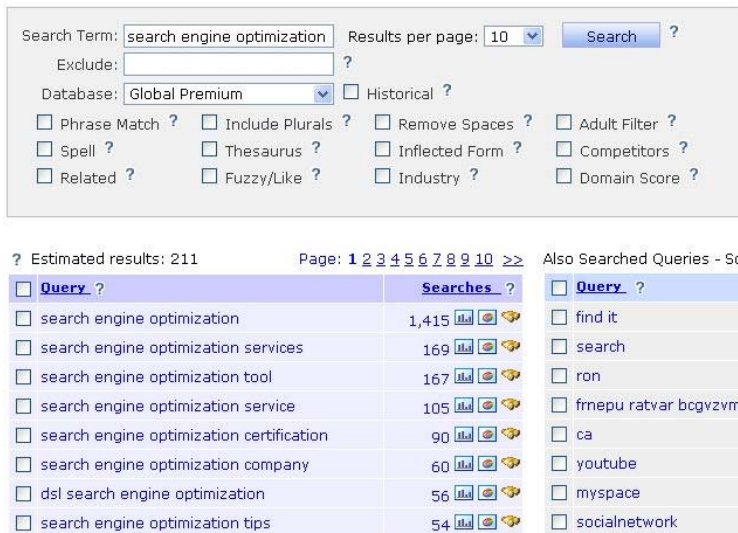 Search Term: search engine optimization Results per page: 10 Search ?
Exclude: ?
Database: Global Premium Historical ?
Phrase Match ? Include Plurals ? Remove Spaces ? Adult Filter ?
Spell ? Thesaurus ? Inflected Form ? Competitors ?
Related ? Fuzzy/Like ? Industry ? Domain Score ?
? Estimated results: 211 Page: 1 2 3 4 5 6 7 8 9 10 >>
Query ? Searches ?
search engine optimization 1,415
search engine optimization services 169
search engine optimization tool 167
search engine optimization service 105
search engine optimization certification 90
search engine optimization company 60
dsl search engine optimization 56
search engine optimization tips 54
Also Searched Queries - So
Query ?
find it
search
ron
frnepu ratvar bcgvzvm
ca
youtube
myspace
socialnetwork